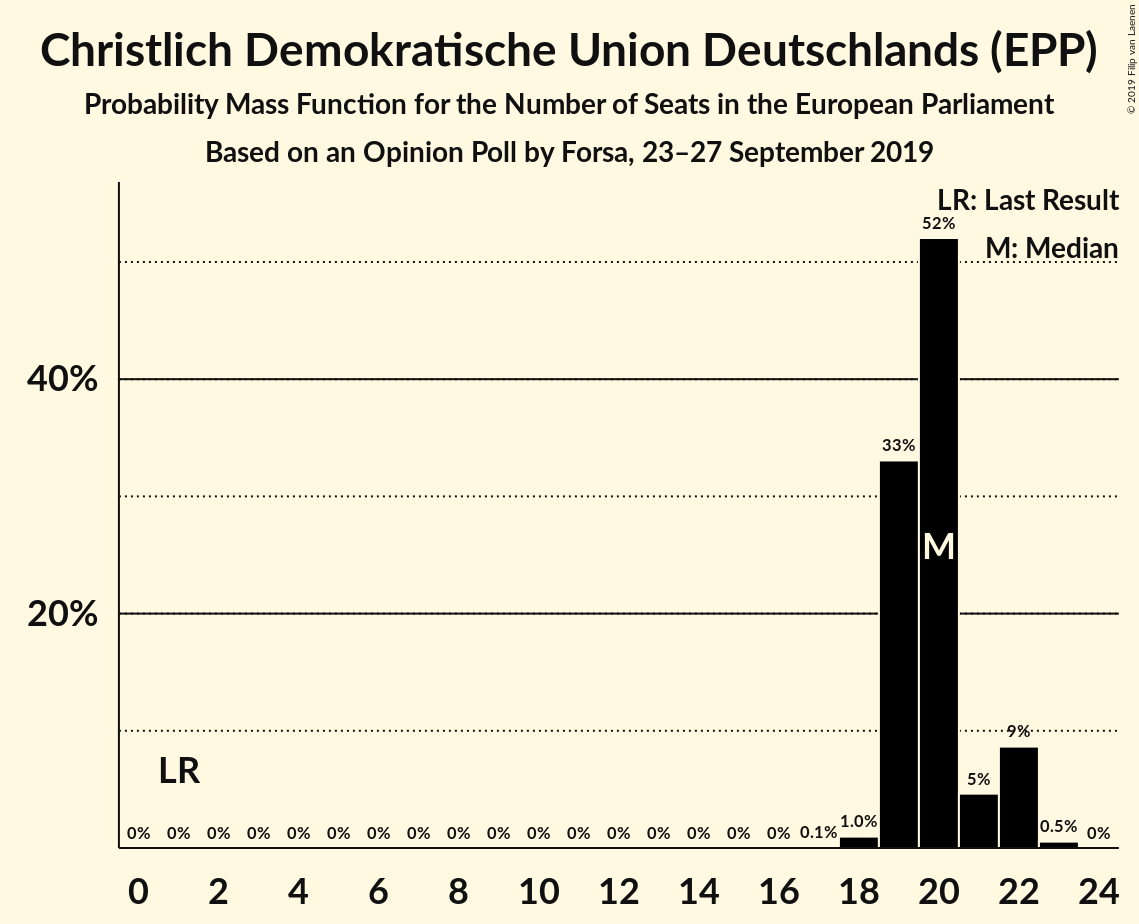 Christlich Demokratische Union Deutschlands (EPP)
Probability Mass Function for the Number of Seats in the European Parliament
Based on an Opinion Poll by Forsa, 23–27 September 2019
© 2019 Filip van Laenen
LR: Last Result
M: Median
52%
40%
33%
M
20%
9%
LR
5%
0% 0% 0% 0% 0% 0% 0% 0% 0% 0% 0% 0% 0% 0% 0% 0% 0% 0.1% 1.0% 0.5% 0%
0 2 4 6 8 10 12 14 16 18 20 22 24